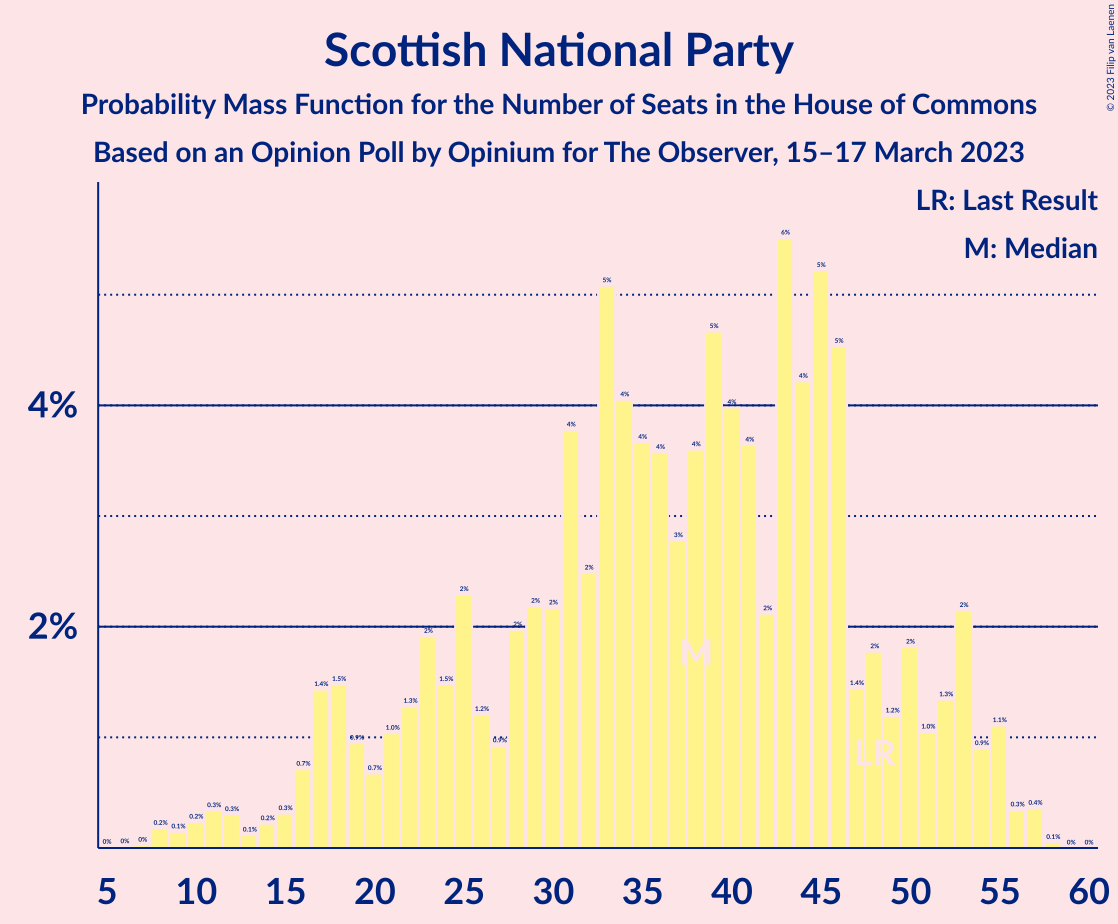 Scottish National Party
Probability Mass Function for the Number of Seats in the House of Commons
Based on an Opinion Poll by Opinium for The Observer, 15–17 March 2023
© 2023 Filip van Laenen
LR: Last Result
M: Median
4%
2%
0% 0% 0% 0.2% 0.1% 0.2% 0.3% 0.3% 0.1% 0.2% 0.3% 0.7% 1.4% 1.5% 0.9% 0.7% 1.0% 1.3% 2% 1.5% 2% 1.2% 0.9% 2% 2% 2% 4% 2% 5% 4% 4% 4% 3% 4% 5% 4% 4% 2% 6% 4% 5% 5% 1.4% 2% 1.2% 2% 1.0% 1.3% 2% 0.9% 1.1% 0.3% 0.4% 0.1% 0% 0%
M
LR
5 10 15 20 25 30 35 40 45 50 55 60